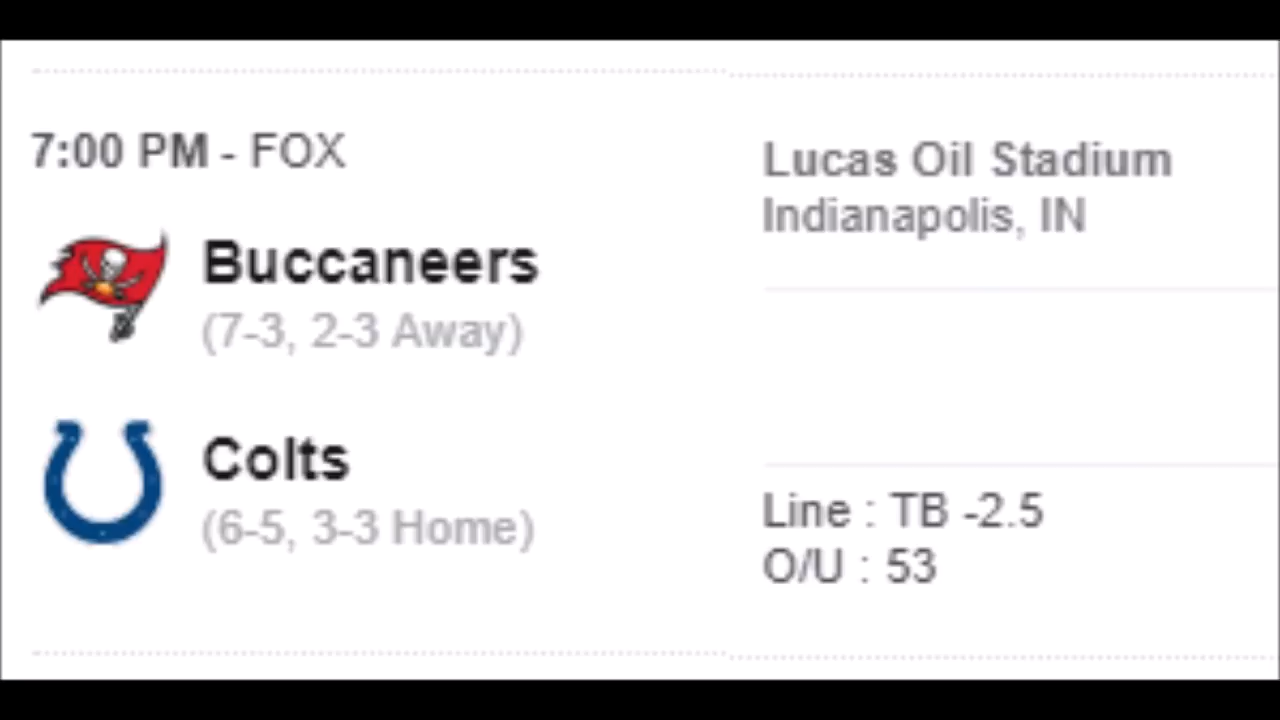 7:00 PM - FOX
Buccaneers
(7-3, 2-3 Away)
Colts
(6-5, 3-3 Home)
Lucas Oil Stadium
Indianapolis, IN
Line : TB -2.5
O/U : 53